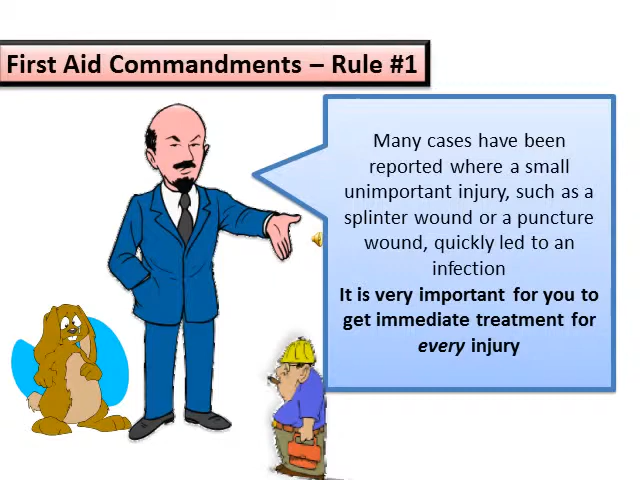 First Aid Commandments – Rule #1
Many cases have been
reported where a small
unimportant injury, such as a
splinter wound or a puncture
wound, quickly led to an
infection
It is very important for you to
get immediate treatment for
every injury